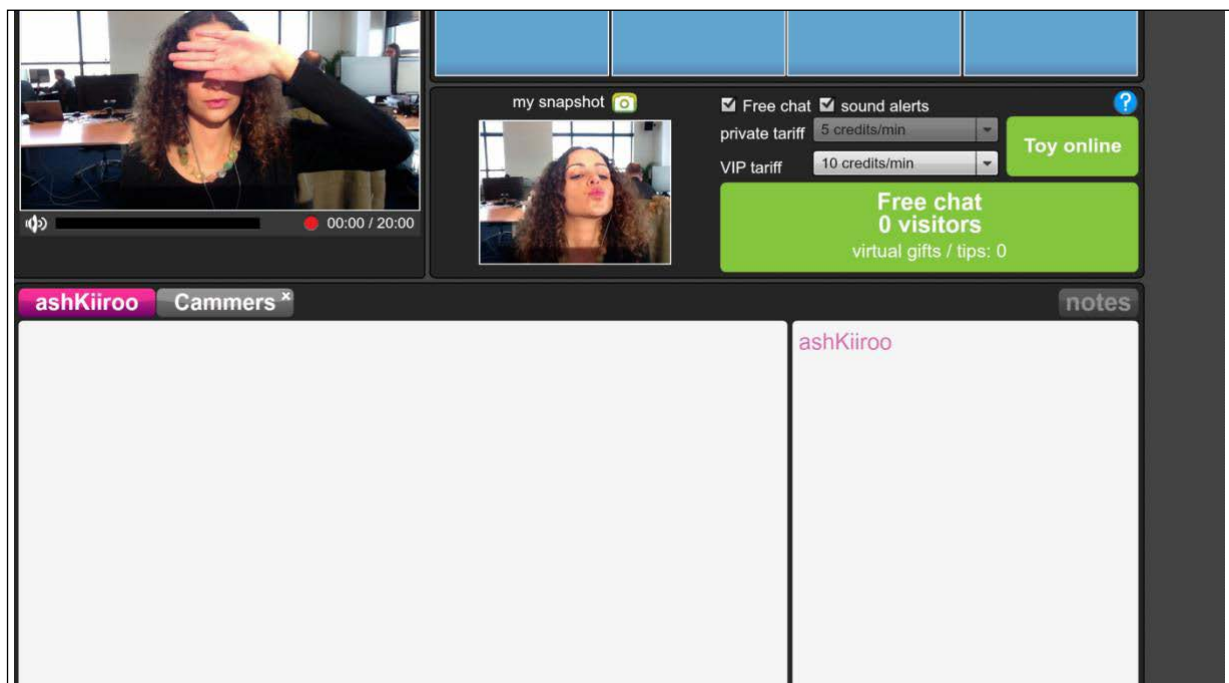 my snapshot
Free chat sound alerts
private tariff 5 credits/min
VIP tariff 10 credits/min
Toy online
?
Free chat
0 visitors
virtual gifts / tips: 0
00:00 / 20:00
ashKiiroo Cammers x
notes
ashKiiroo